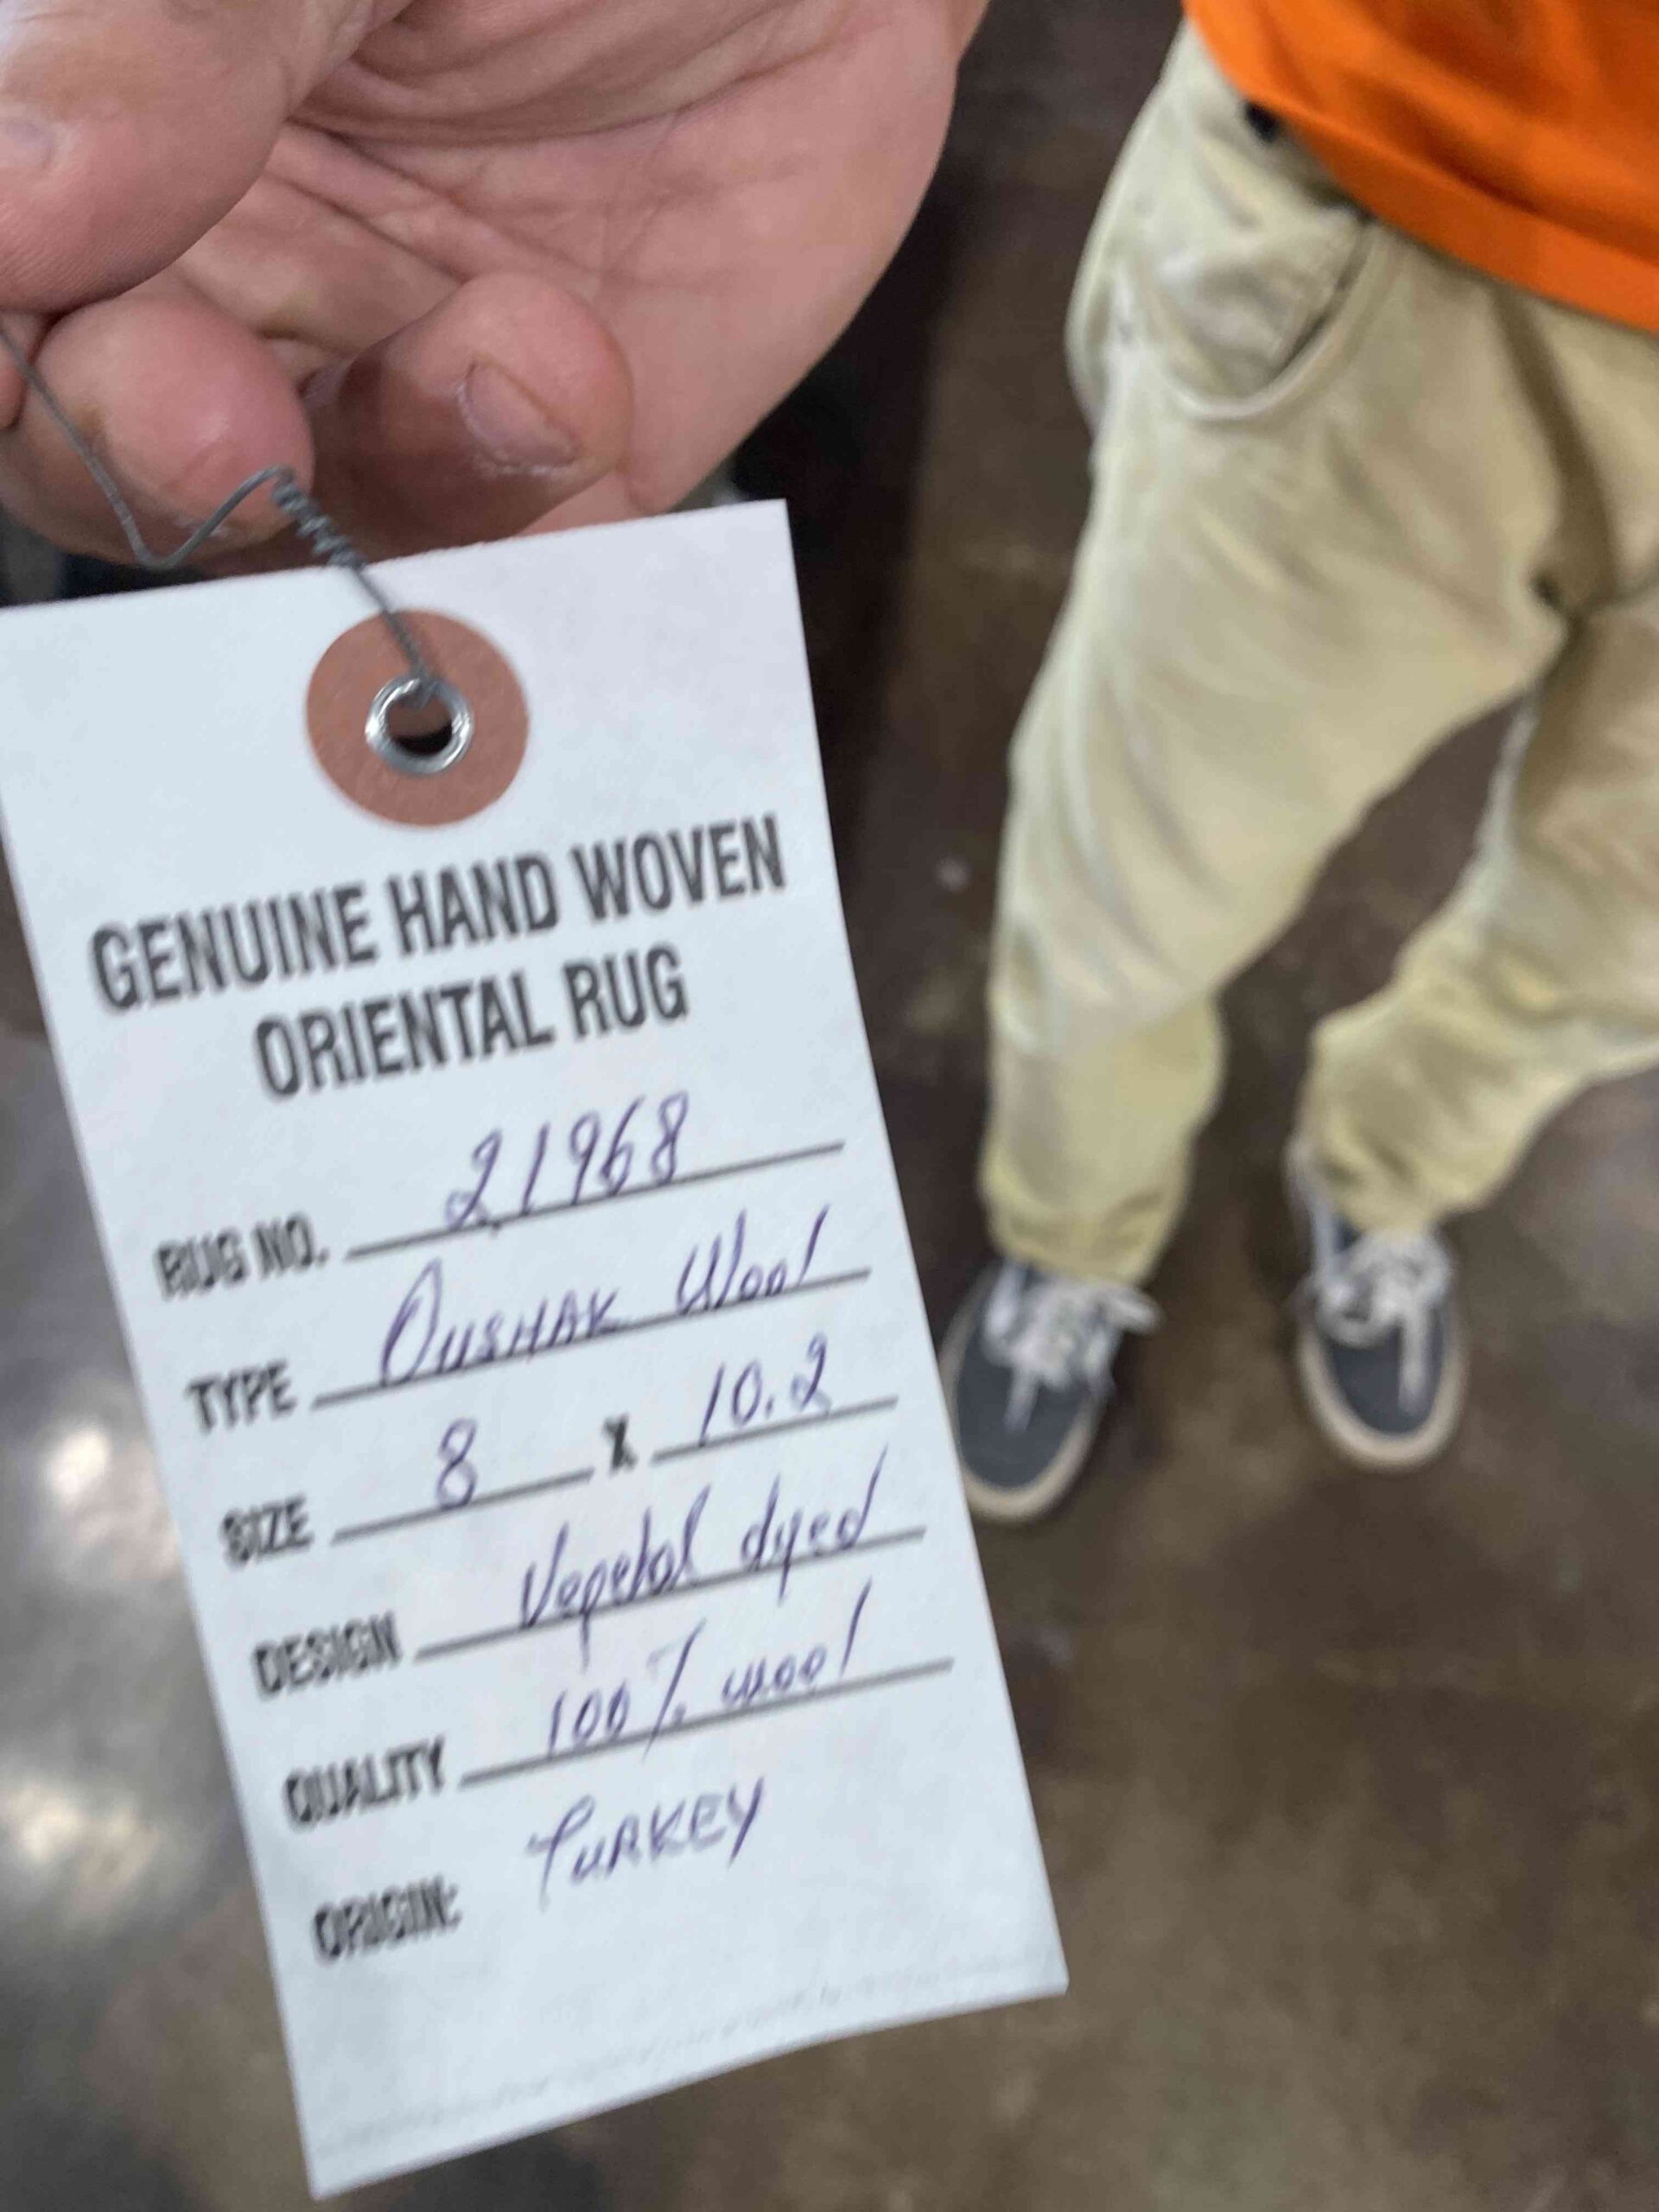 GENUINE HAND WOVEN
ORIENTAL RUG
RUG NO. 21968
TYPE Oushak Wool
SIZE 8 X 10.2
DESIGN Vegetal dyed
QUALITY 100% wool
ORIGIN: TURKEY